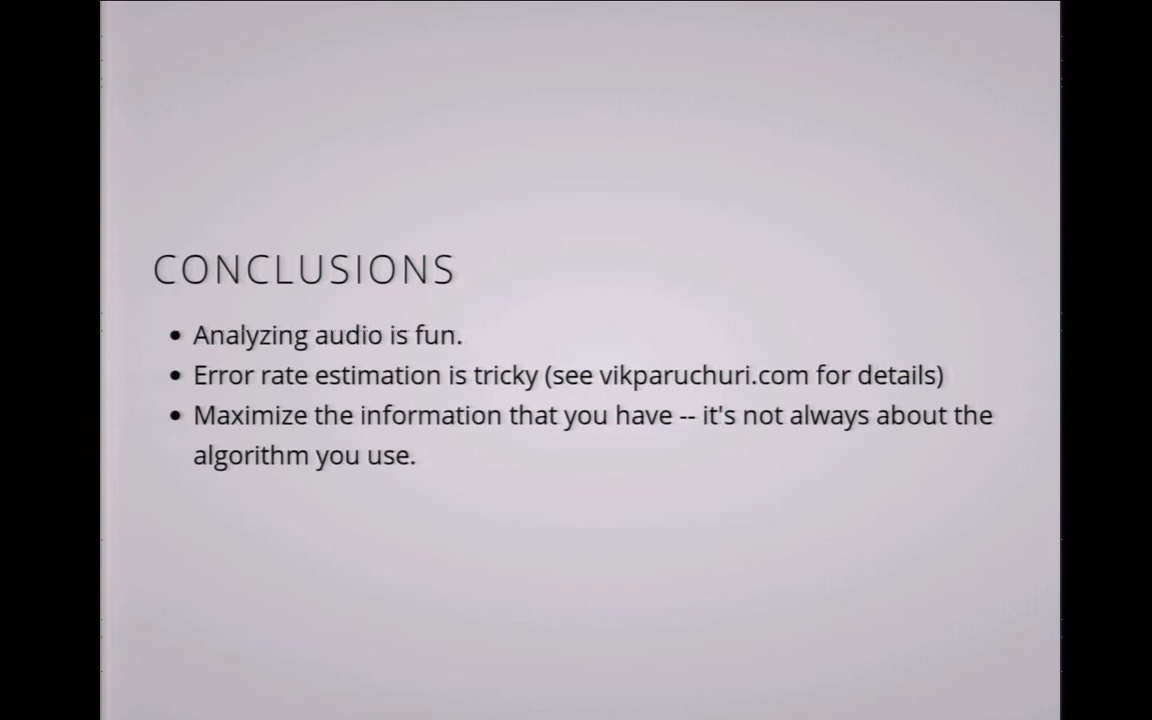 CONCLUSIONS
• Analyzing audio is fun.
• Error rate estimation is tricky (see vikparuchuri.com for details)
• Maximize the information that you have -- it's not always about the
algorithm you use.